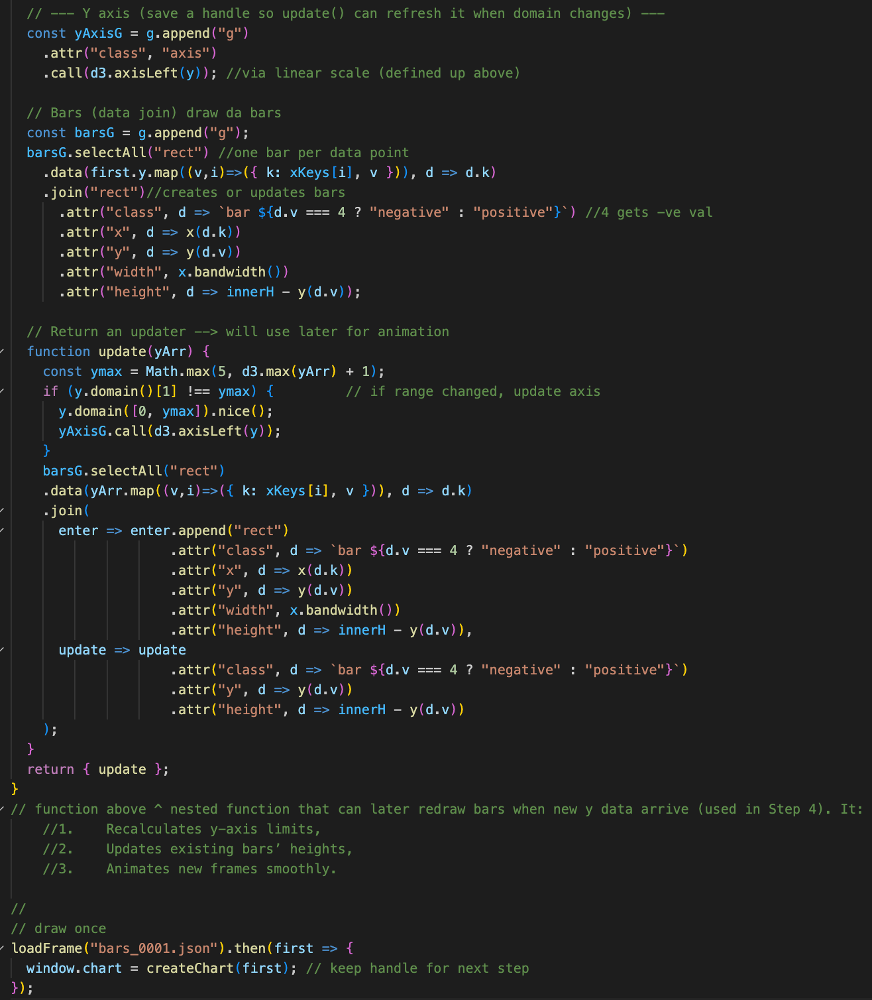 // --- Y axis (save a handle so update() can refresh it when domain changes) ---
const yAxisG = g.append("g")
.attr("class", "axis")
.call(d3.axisLeft(y)); //via linear scale (defined up above)
// Bars (data join) draw da bars
const barsG = g.append("g");
barsG.selectAll("rect") //one bar per data point
.data(first.y.map((v,i)=>({ k: xKeys[i], v })), d => d.k)
.join("rect")//creates or updates bars
.attr("class", d => `bar ${d.v === 4 ? "negative" : "positive"}`) //4 gets -ve val
.attr("x", d => x(d.k))
.attr("y", d => y(d.v))
.attr("width", x.bandwidth())
.attr("height", d => innerH - y(d.v));
// Return an updater --> will use later for animation
function update(yArr) {
const ymax = Math.max(5, d3.max(yArr) + 1);
if (y.domain()[1] !== ymax) {         // if range changed, update axis
y.domain([0, ymax]).nice();
yAxisG.call(d3.axisLeft(y));
}
barsG.selectAll("rect")
.data(yArr.map((v,i)=>({ k: xKeys[i], v })), d => d.k)
.join(
enter => enter.append("rect")
.attr("class", d => `bar ${d.v === 4 ? "negative" : "positive"}`)
.attr("x", d => x(d.k))
.attr("y", d => y(d.v))
.attr("width", x.bandwidth())
.attr("height", d => innerH - y(d.v)),
update => update
.attr("class", d => `bar ${d.v === 4 ? "negative" : "positive"}`)
.attr("y", d => y(d.v))
.attr("height", d => innerH - y(d.v))
);
}
return { update };
}
// function above ^ nested function that can later redraw bars when new y data arrive (used in Step 4). It:
//1.    Recalculates y-axis limits,
//2.    Updates existing bars’ heights,
//3.    Animates new frames smoothly.
//
// draw once
loadFrame("bars_0001.json").then(first => {
window.chart = createChart(first); // keep handle for next step
});